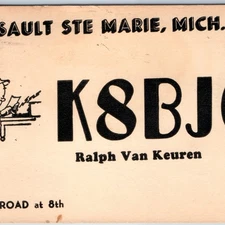 SAULT STE MARIE, MICH.
K8BJ
Ralph Van Keuren
ROAD at 8th